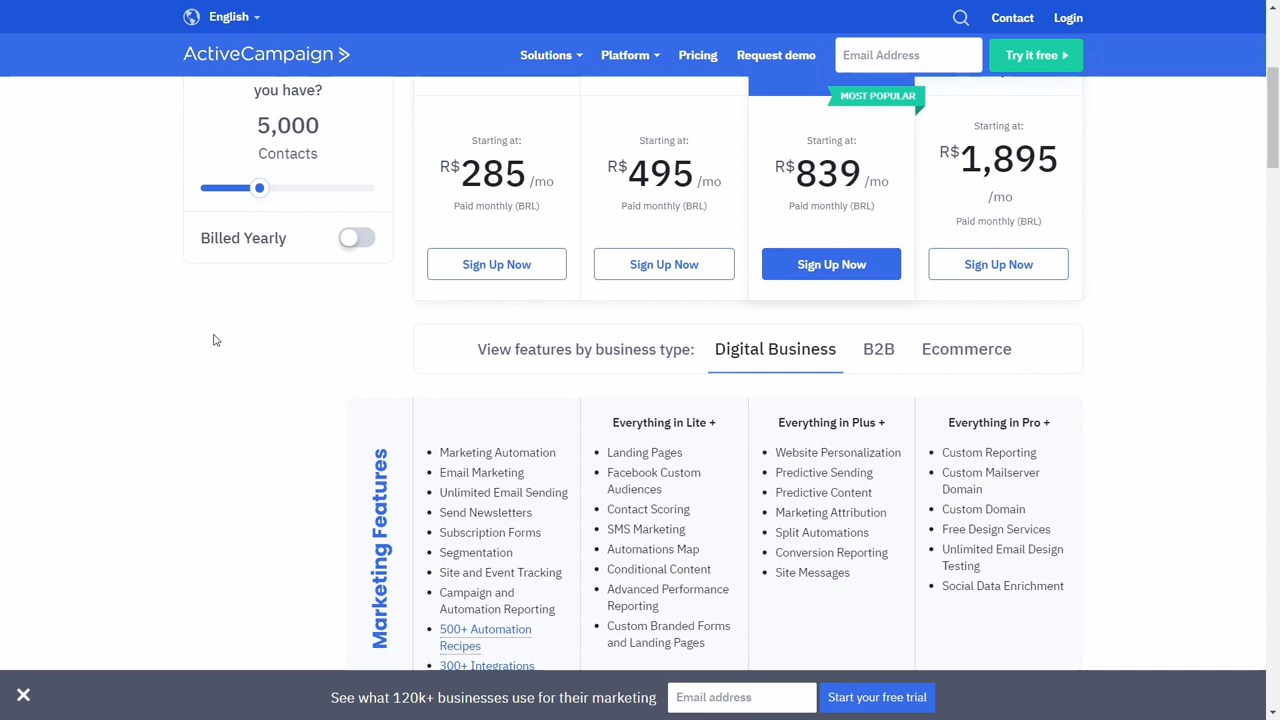 English
Contact
Login
ActiveCampaign >
Solutions
Platform
Pricing
Request demo
Email Address
Try it free
you have?
5,000
Contacts
Billed Yearly
MOST POPULAR
Starting at:
R$285 /mo
Paid monthly (BRL)
Sign Up Now
Starting at:
R$495 /mo
Paid monthly (BRL)
Sign Up Now
Starting at:
R$839 /mo
Paid monthly (BRL)
Sign Up Now
Starting at:
R$1,895
/mo
Paid monthly (BRL)
Sign Up Now
View features by business type:
Digital Business
B2B
Ecommerce
Marketing Features
Marketing Automation
Email Marketing
Unlimited Email Sending
Send Newsletters
Subscription Forms
Segmentation
Site and Event Tracking
Campaign and
Automation Reporting
500+ Automation
Recipes
300+ Integrations
Everything in Lite +
Landing Pages
Facebook Custom
Audiences
Contact Scoring
SMS Marketing
Automations Map
Conditional Content
Advanced Performance
Reporting
Custom Branded Forms
and Landing Pages
Everything in Plus +
Website Personalization
Predictive Sending
Predictive Content
Marketing Attribution
Split Automations
Conversion Reporting
Site Messages
Everything in Pro +
Custom Reporting
Custom Mailserver
Domain
Custom Domain
Free Design Services
Unlimited Email Design
Testing
Social Data Enrichment
See what 120k+ businesses use for their marketing
Email address
Start your free trial